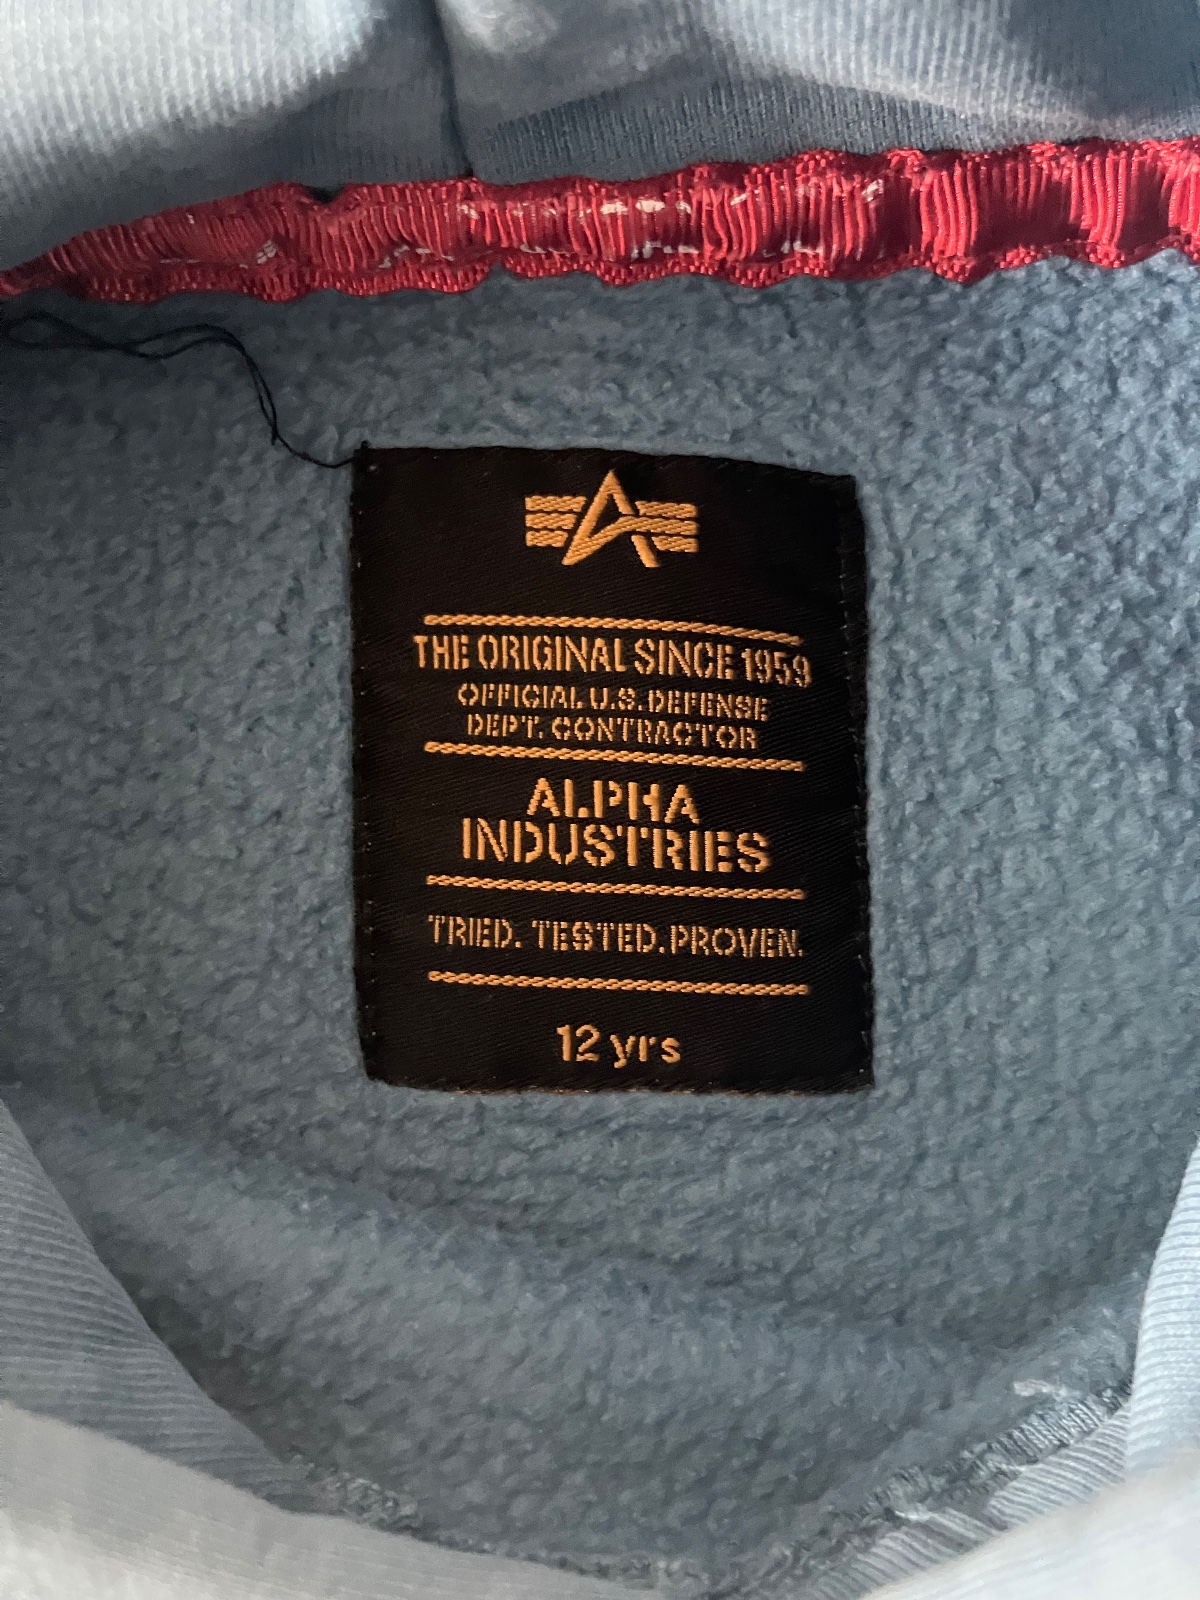 THE ORIGINAL SINCE 1959
OFFICIAL U.S. DEFENSE
DEPT. CONTRACTOR
ALPHA
INDUSTRIES
TRIED. TESTED. PROVEN.
12 yrs